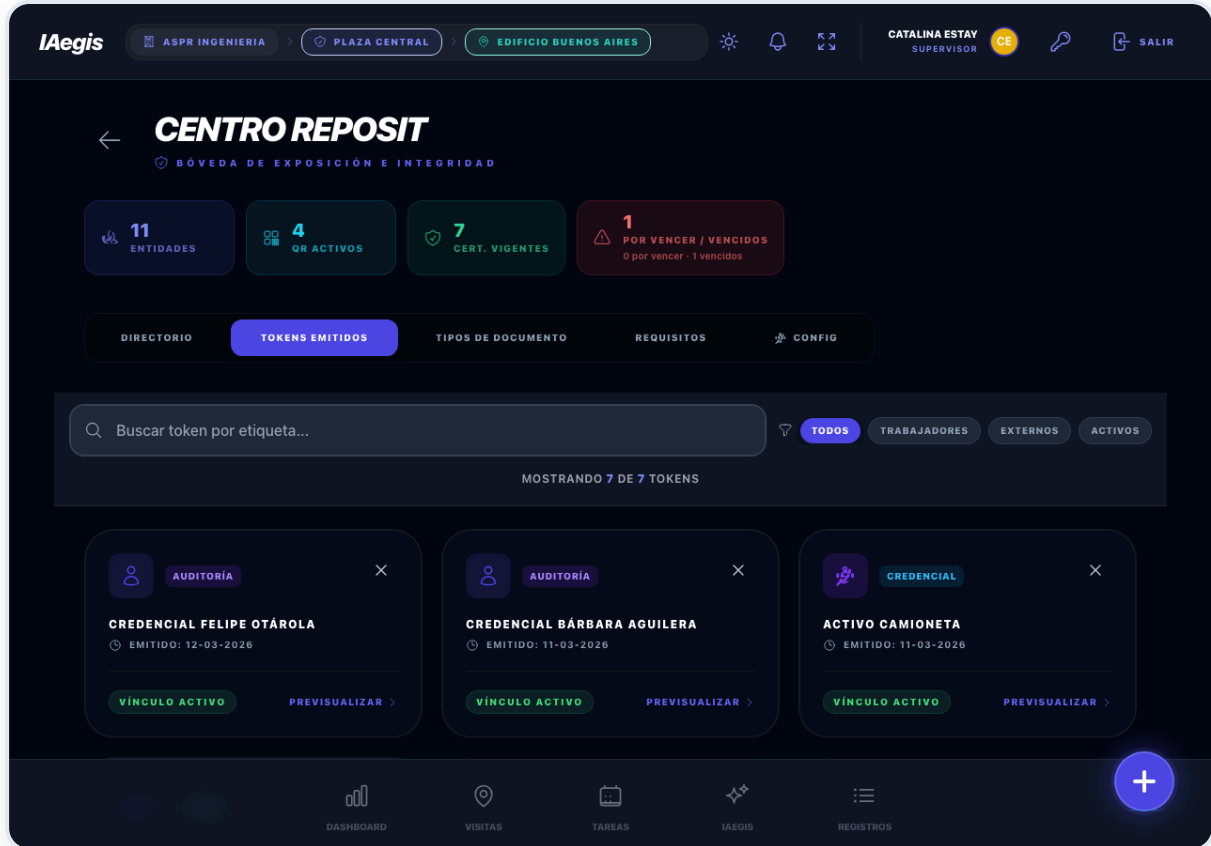 IAegis
ASPR INGENIERIA > PLAZA CENTRAL > EDIFICIO BUENOS AIRES
CATALINA ESTAY
SUPERVISOR
CE
SALIR
CENTRO REPOSIT
BÓVEDA DE EXPOSICIÓN E INTEGRIDAD
11
ENTIDADES
4
QR ACTIVOS
7
CERT. VIGENTES
1
POR VENCER / VENCIDOS
0 por vencer · 1 vencidos
DIRECTORIO
TOKENS EMITIDOS
TIPOS DE DOCUMENTO
REQUISITOS
CONFIG
Buscar token por etiqueta...
TODOS
TRABAJADORES
EXTERNOS
ACTIVOS
MOSTRANDO 7 DE 7 TOKENS
AUDITORÍA
CREDENCIAL FELIPE OTÁROLA
EMITIDO: 12-03-2026
VÍNCULO ACTIVO
PREVISUALIZAR
AUDITORÍA
CREDENCIAL BÁRBARA AGUILERA
EMITIDO: 11-03-2026
VÍNCULO ACTIVO
PREVISUALIZAR
CREDENCIAL
ACTIVO CAMIONETA
EMITIDO: 11-03-2026
VÍNCULO ACTIVO
PREVISUALIZAR
DASHBOARD
VISITAS
TAREAS
IAEGIS
REGISTROS